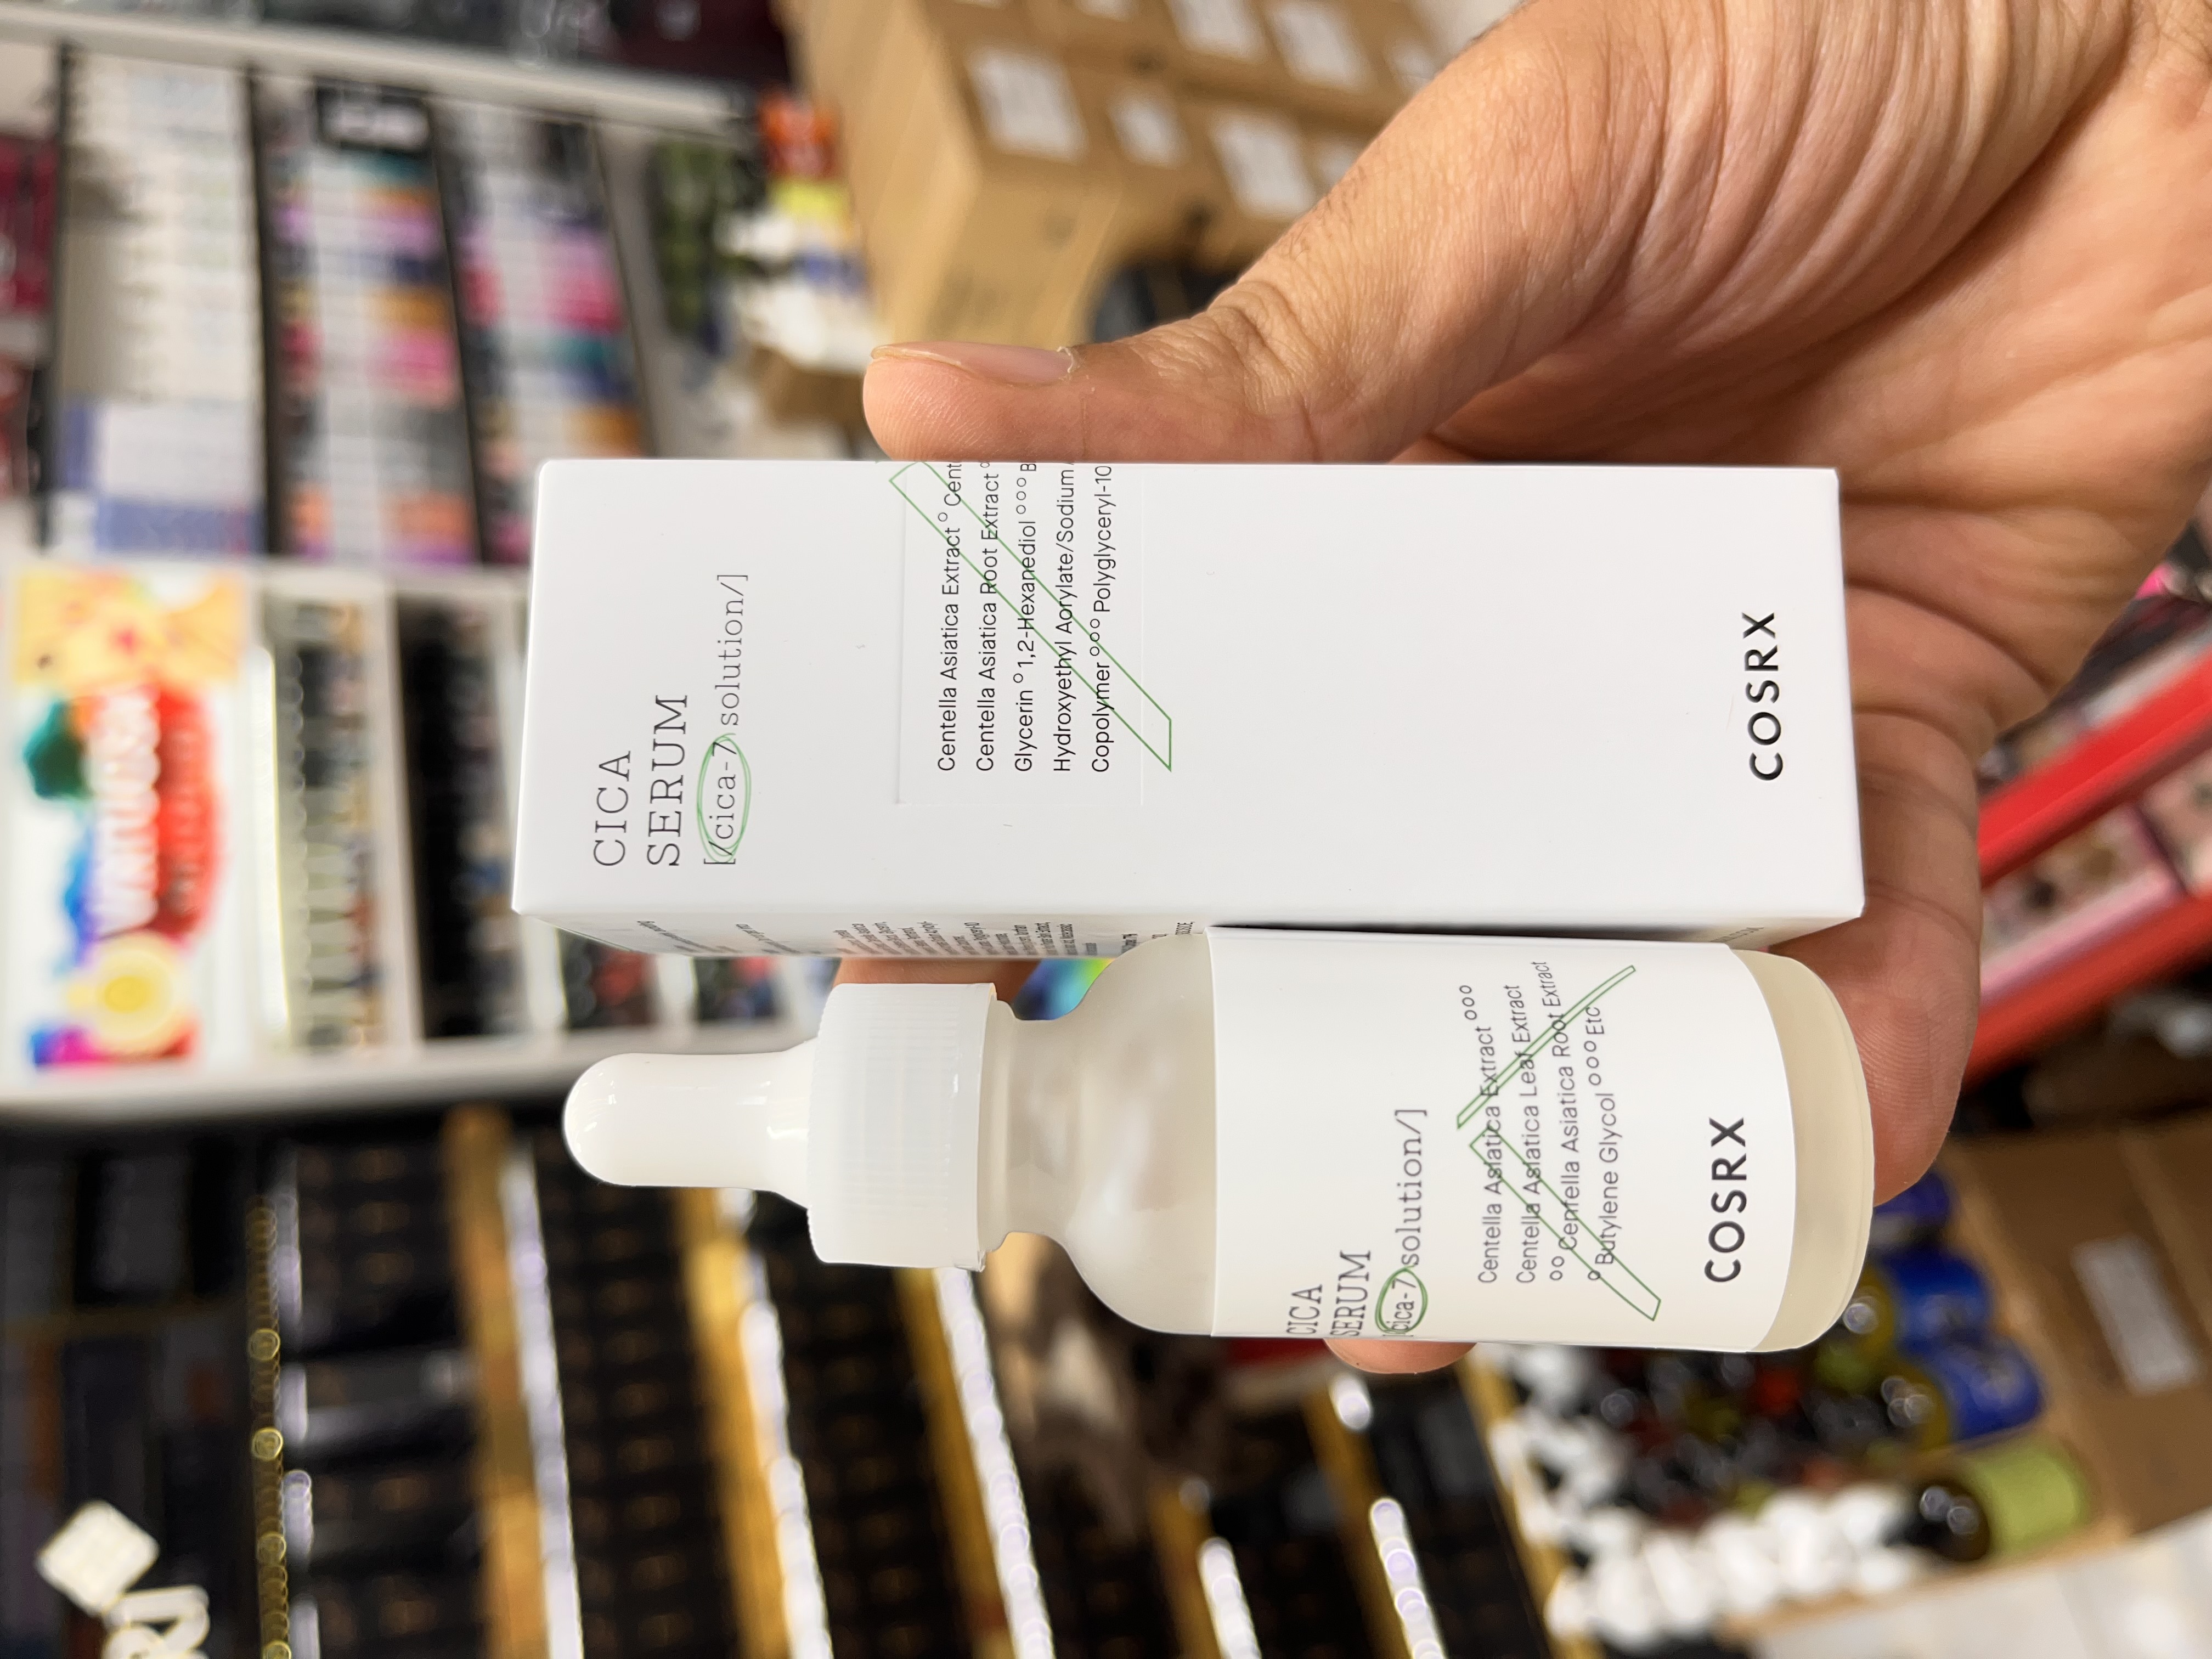 CICA
SERUM
[/cica-7 solution/]
Centella Asiatica Extract ° Cent
Centella Asiatica Root Extract °
Glycerin ° 1,2-Hexanediol °°° B
Hydroxyethyl Acrylate/Sodium
Copolymer °°° Polyglyceryl-10
COSRX
CICA
SERUM
cica-7 solution/]
Centella Asiatica Extract °°°
Centella Asiatica Leaf Extract
°° Centella Asiatica Root Extract
° Butylene Glycol °°° Etc
COSRX